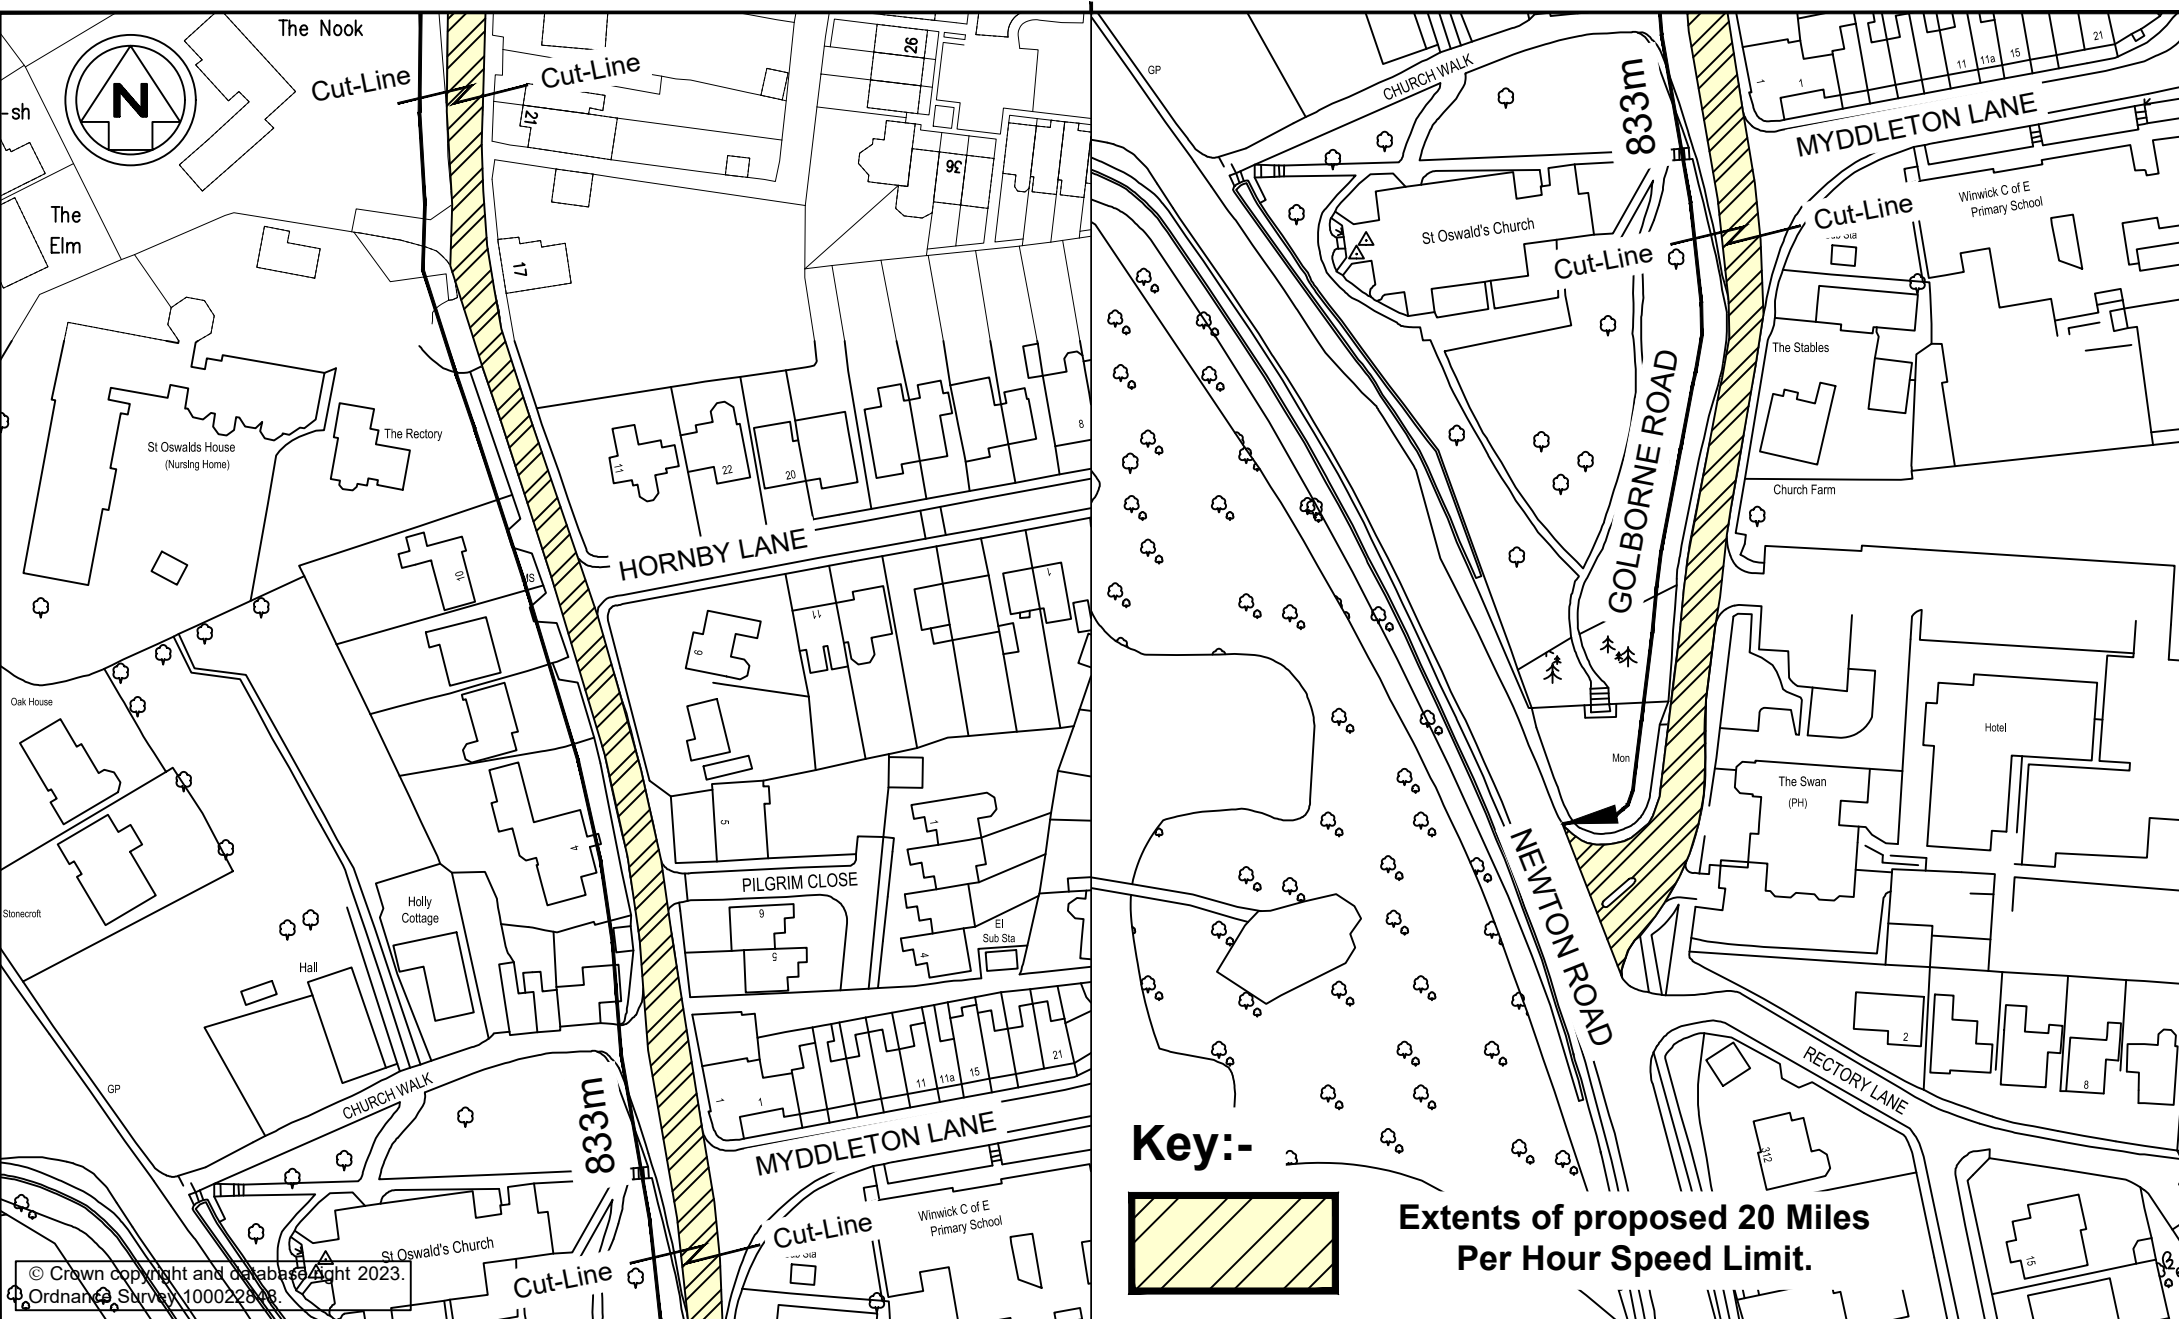 The Nook
N
Cut-Line
Cut-Line
-sh
21
26
36
The
Elm
17
St Oswalds House
(Nursing Home)
The Rectory
11
22
20
8
HORNBY LANE
10
1
11
9
Oak House
5
1
4
PILGRIM CLOSE
6
5
4
El
Sub Sta
Stonecroft
Holly
Cottage
Hall
GP
CHURCH WALK
833m
1
1
11
11a
15
21
MYDDLETON LANE
Winwick C of E
Primary School
Cut-Line
Cut-Line
St Oswald's Church
© Crown copyright and database right 2023.
Ordnance Survey 100022848.
GP
CHURCH WALK
833m
1
1
11
11a
15
21
MYDDLETON LANE
Winwick C of E
Primary School
Cut-Line
Cut-Line
St Oswald's Church
The Stables
GOLBORNE ROAD
Church Farm
Hotel
Mon
The Swan
(PH)
NEWTON ROAD
2
8
RECTORY LANE
312
15
Key:-
Extents of proposed 20 Miles
Per Hour Speed Limit.